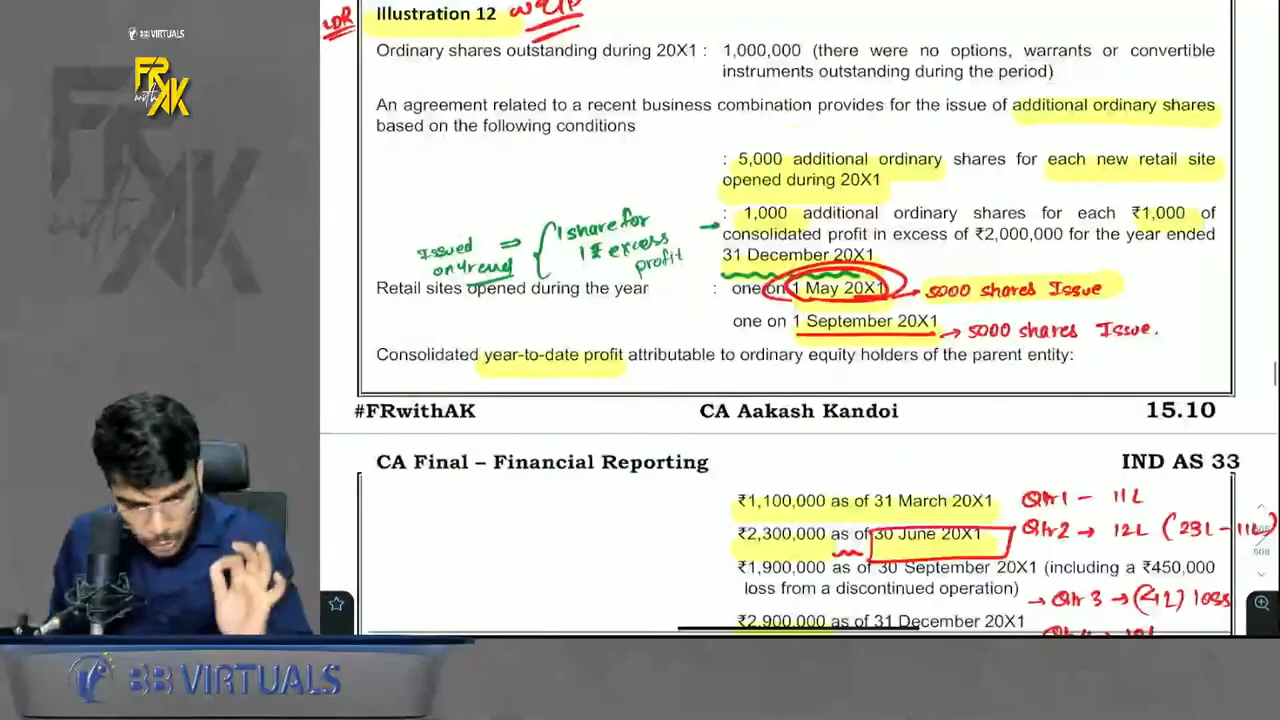 BB VIRTUALS
FR
with
AK
LDR
Illustration 12
Ordinary shares outstanding during 20X1 : 1,000,000 (there were no options, warrants or convertible
instruments outstanding during the period)
An agreement related to a recent business combination provides for the issue of additional ordinary shares
based on the following conditions
: 5,000 additional ordinary shares for each new retail site
opened during 20X1
: 1,000 additional ordinary shares for each ₹1,000 of
consolidated profit in excess of ₹2,000,000 for the year ended
31 December 20X1
Issued
on yr end
⇒ { 1 share for
1₹ excess
profit
Retail sites opened during the year : one on 1 May 20X1 → 5000 shares Issue
one on 1 September 20X1 → 5000 shares Issue.
Consolidated year-to-date profit attributable to ordinary equity holders of the parent entity:
#FRwithAK CA Aakash Kandoi 15.10
CA Final – Financial Reporting IND AS 33
₹1,100,000 as of 31 March 20X1 Qtr1 - 11L
₹2,300,000 as of 30 June 20X1 Qtr2 → 12L (23L - 11L)
₹1,900,000 as of 30 September 20X1 (including a ₹450,000
loss from a discontinued operation) → Qtr 3 → (4L) loss
₹2,900,000 as of 31 December 20X1
608
BB VIRTUALS